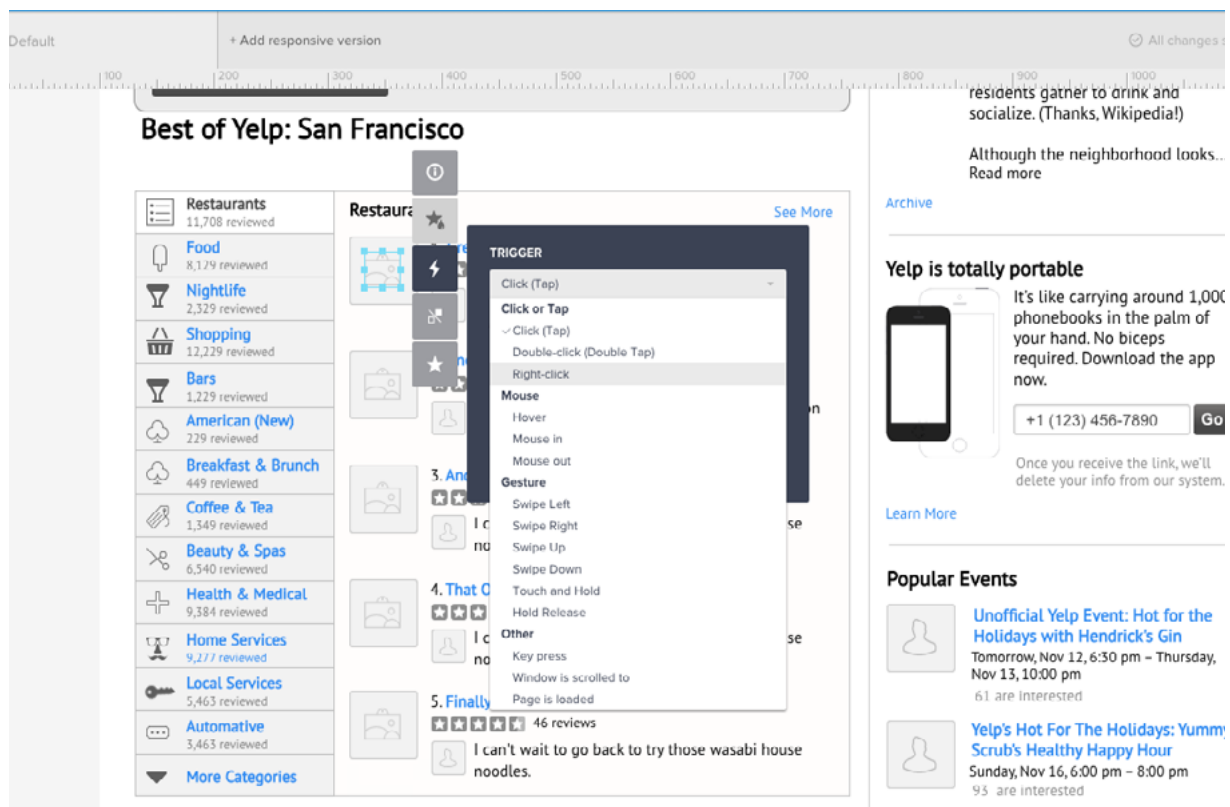 Default
+ Add responsive version
All changes s
100
200
300
400
500
600
700
800
900
1000
Best of Yelp: San Francisco
Restaurants
11,708 reviewed
Food
8,129 reviewed
Nightlife
2,329 reviewed
Shopping
12,229 reviewed
Bars
1,229 reviewed
American (New)
229 reviewed
Breakfast & Brunch
449 reviewed
Coffee & Tea
1,349 reviewed
Beauty & Spas
6,540 reviewed
Health & Medical
9,384 reviewed
Home Services
9,277 reviewed
Local Services
5,463 reviewed
Automative
3,463 reviewed
More Categories
Restaura
See More
TRIGGER
Click (Tap)
Click or Tap
Click (Tap)
Double-click (Double Tap)
Right-click
Mouse
Hover
Mouse in
Mouse out
Gesture
Swipe Left
Swipe Right
Swipe Up
Swipe Down
Touch and Hold
Hold Release
Other
Key press
Window is scrolled to
Page is loaded
on
3. And
I c
se
no
4. That O
I c
se
no
5. Finally
46 reviews
I can't wait to go back to try those wasabi house
noodles.
residents gather to drink and
socialize. (Thanks, Wikipedia!)
Although the neighborhood looks...
Read more
Archive
Yelp is totally portable
It's like carrying around 1,000
phonebooks in the palm of
your hand. No biceps
required. Download the app
now.
+1 (123) 456-7890
Go
Once you receive the link, we'll
delete your info from our system.
Learn More
Popular Events
Unofficial Yelp Event: Hot for the
Holidays with Hendrick's Gin
Tomorrow, Nov 12, 6:30 pm – Thursday,
Nov 13, 10:00 pm
61 are interested
Yelp's Hot For The Holidays: Yummy
Scrub's Healthy Happy Hour
Sunday, Nov 16, 6:00 pm – 8:00 pm
93 are interested